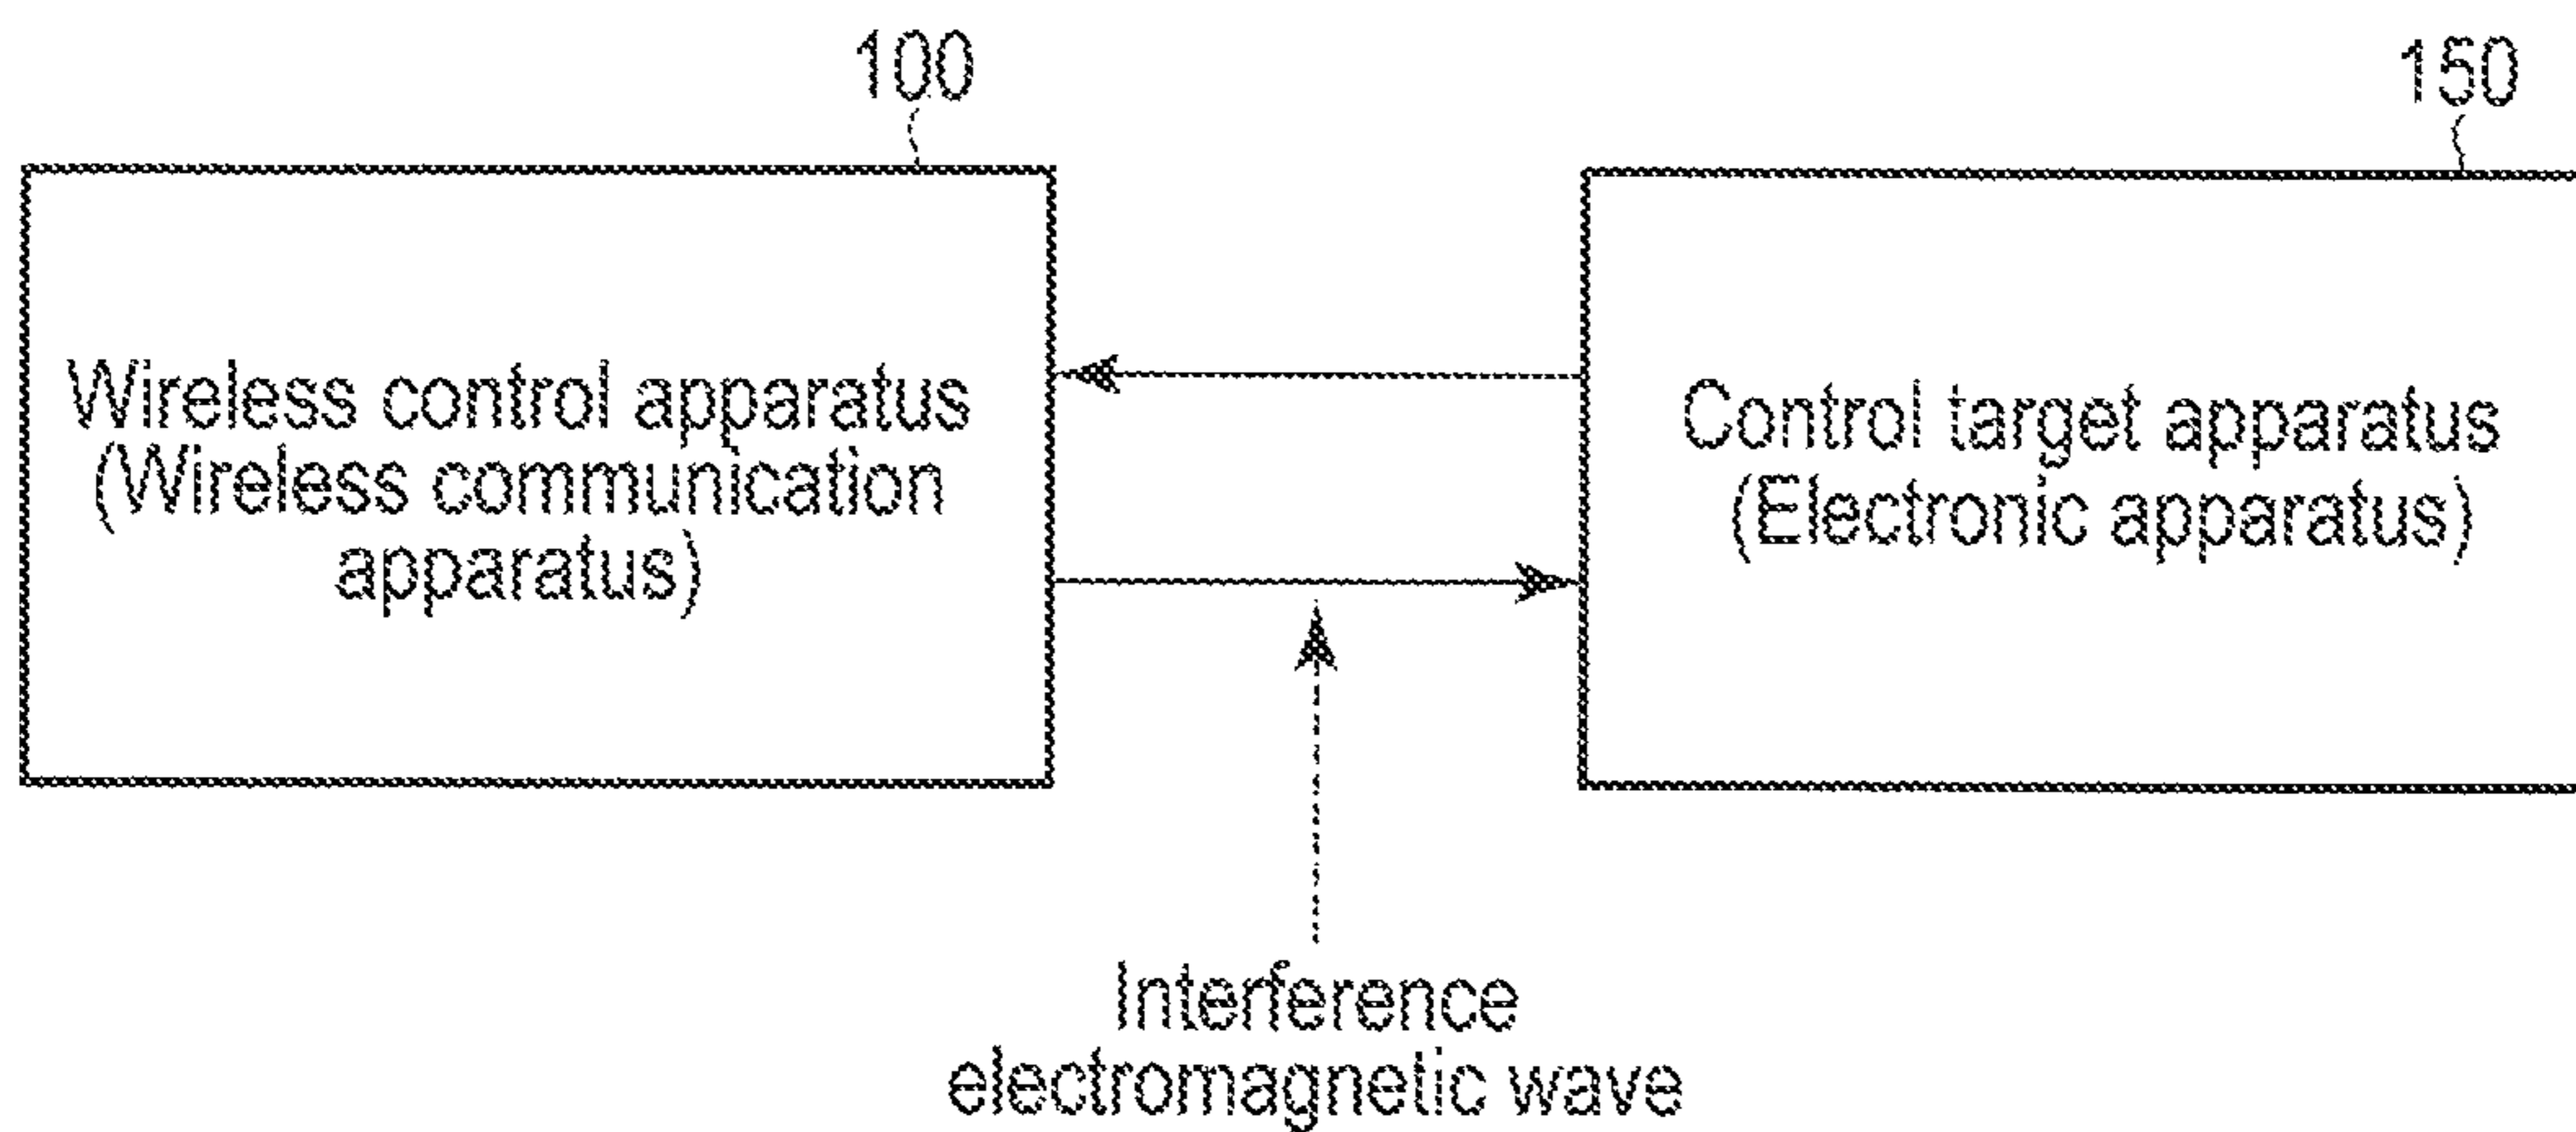 100
150
Wireless control apparatus
(Wireless communication
apparatus)
Control target apparatus
(Electronic apparatus)
Interference
electromagnetic wave